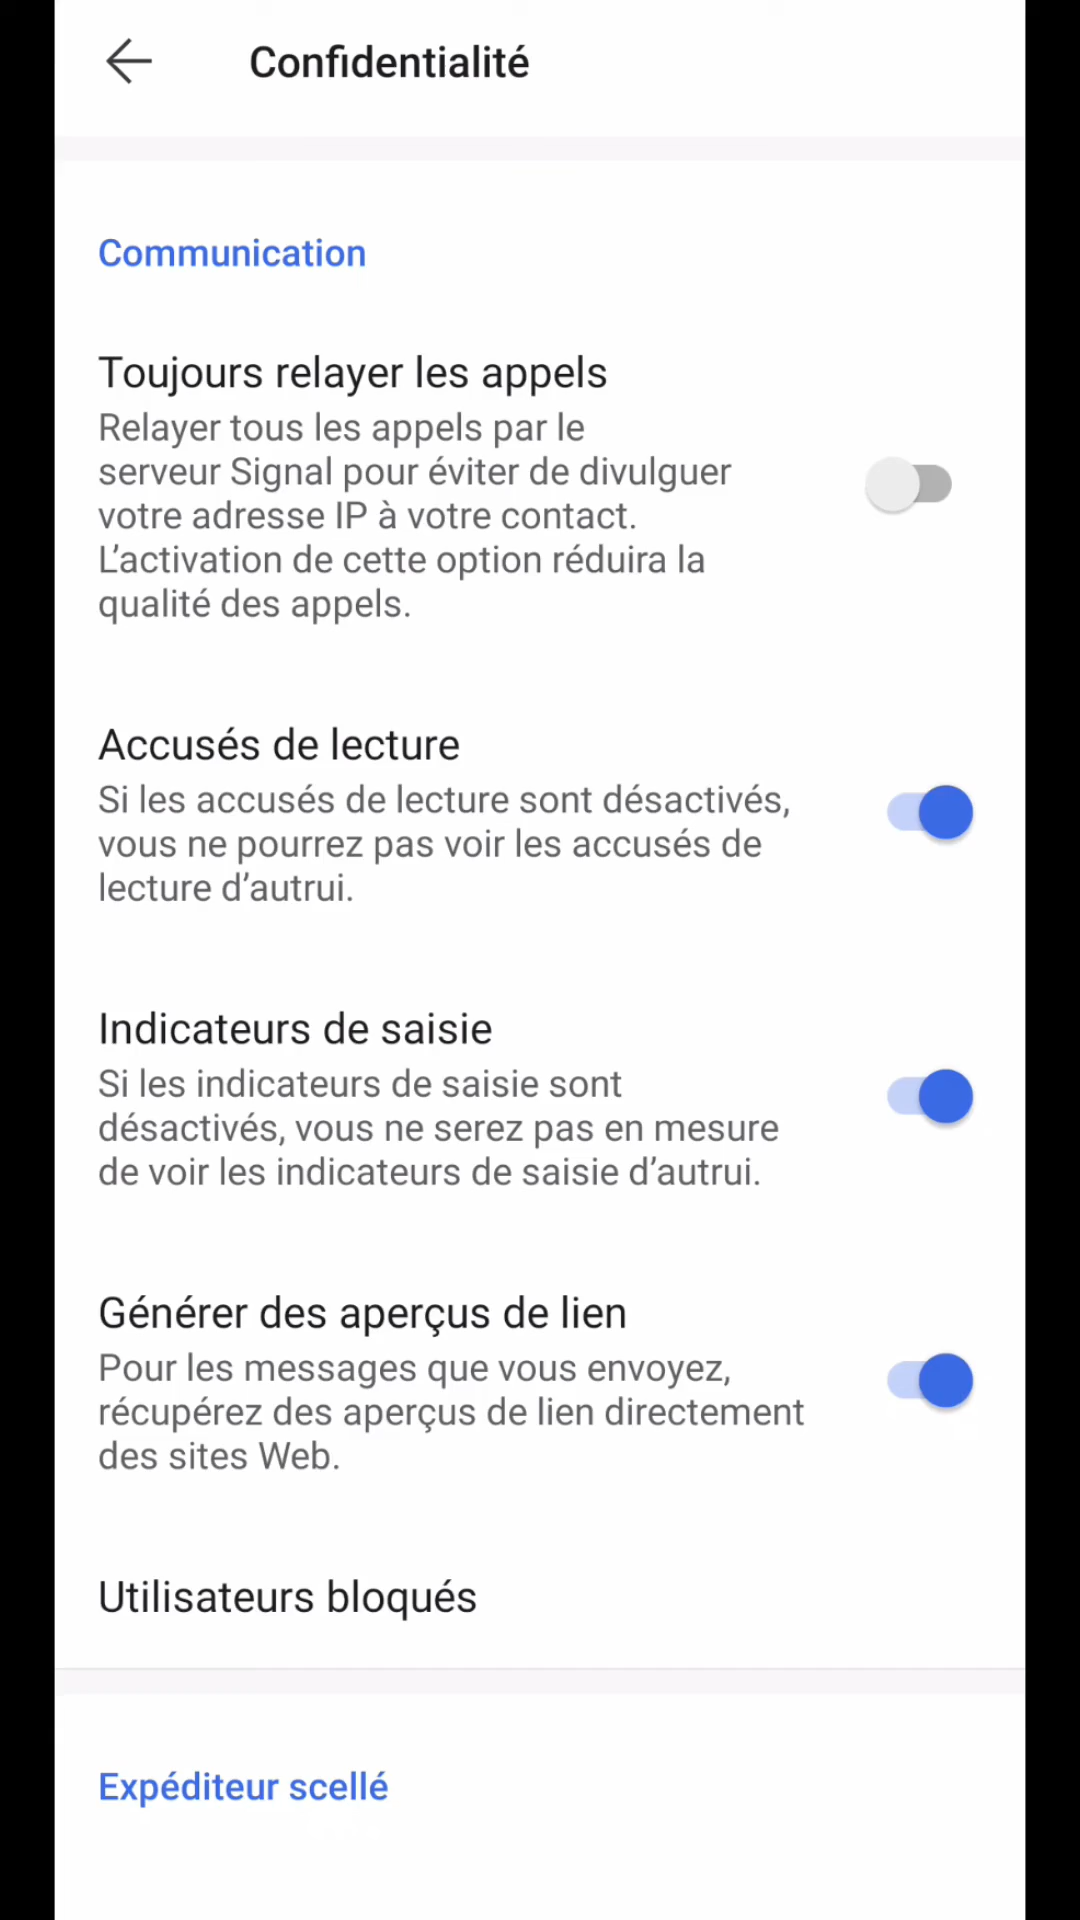 Confidentialité
Communication
Toujours relayer les appels
Relayer tous les appels par le
serveur Signal pour éviter de divulguer
votre adresse IP à votre contact.
L’activation de cette option réduira la
qualité des appels.
Accusés de lecture
Si les accusés de lecture sont désactivés,
vous ne pourrez pas voir les accusés de
lecture d’autrui.
Indicateurs de saisie
Si les indicateurs de saisie sont
désactivés, vous ne serez pas en mesure
de voir les indicateurs de saisie d’autrui.
Générer des aperçus de lien
Pour les messages que vous envoyez,
récupérez des aperçus de lien directement
des sites Web.
Utilisateurs bloqués
Expéditeur scellé